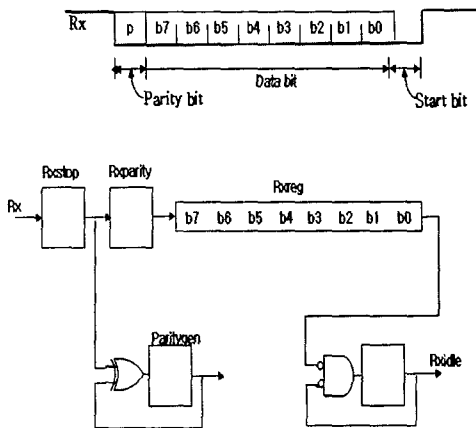 Rx
p b7 b6 b5 b4 b3 b2 b1 b0
Parity bit
Data bit
Start bit
Rxstop
Rxparity
Rxreg
Rx
b7 b6 b5 b4 b3 b2 b1 b0
Paritygen
Rxidle